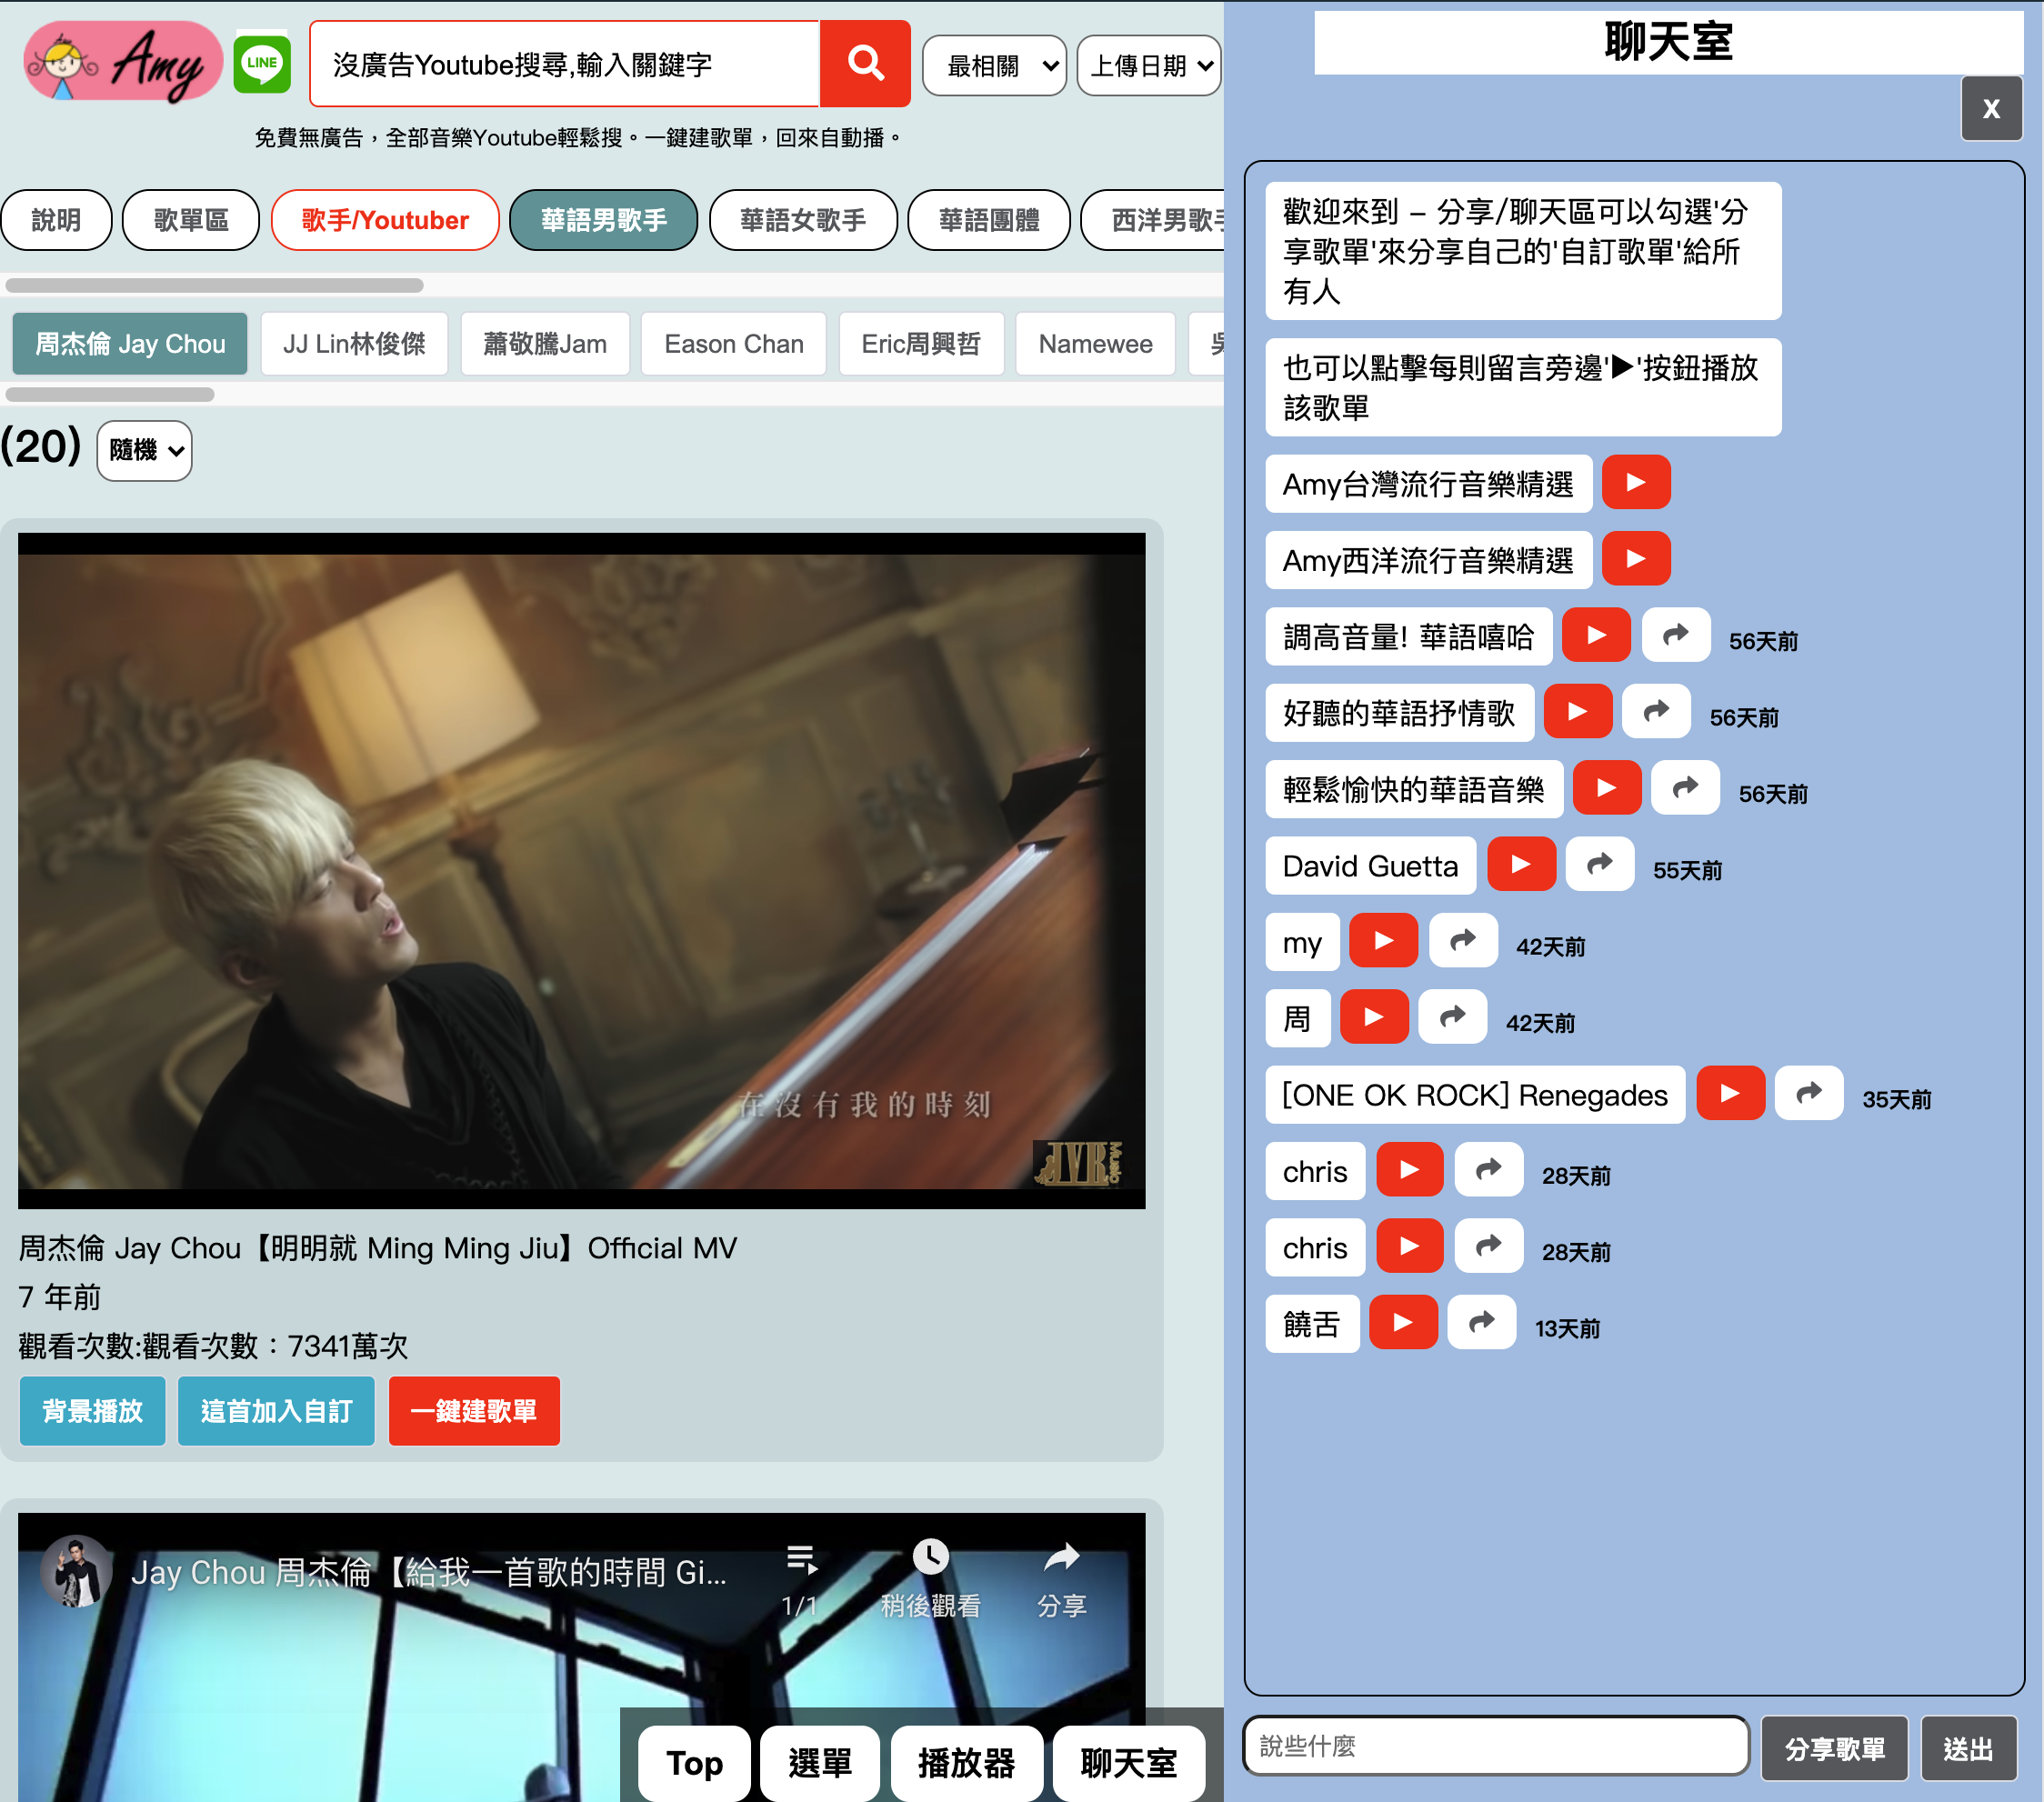 Amy
LINE
沒廣告Youtube搜尋,輸入關鍵字
最相關
上傳日期
免費無廣告，全部音樂Youtube輕鬆搜。一鍵建歌單，回來自動播。
說明
歌單區
歌手/Youtuber
華語男歌手
華語女歌手
華語團體
西洋男歌手
周杰倫 Jay Chou
JJ Lin林俊傑
蕭敬騰Jam
Eason Chan
Eric周興哲
Namewee
(20)
隨機
在沒有我的時刻
JVR MUSIC
周杰倫 Jay Chou【明明就 Ming Ming Jiu】Official MV
7 年前
觀看次數:觀看次數：7341萬次
背景播放
這首加入自訂
一鍵建歌單
Jay Chou 周杰倫【給我一首歌的時間 Gi...
1/1
稍後觀看
分享
Top
選單
播放器
聊天室
聊天室
X
歡迎來到 – 分享/聊天區可以勾選'分
享歌單'來分享自己的'自訂歌單'給所
有人
也可以點擊每則留言旁邊'▶'按鈕播放
該歌單
Amy台灣流行音樂精選
Amy西洋流行音樂精選
調高音量! 華語嘻哈 56天前
好聽的華語抒情歌 56天前
輕鬆愉快的華語音樂 56天前
David Guetta 55天前
my 42天前
周 42天前
[ONE OK ROCK] Renegades 35天前
chris 28天前
chris 28天前
饒舌 13天前
說些什麼
分享歌單
送出